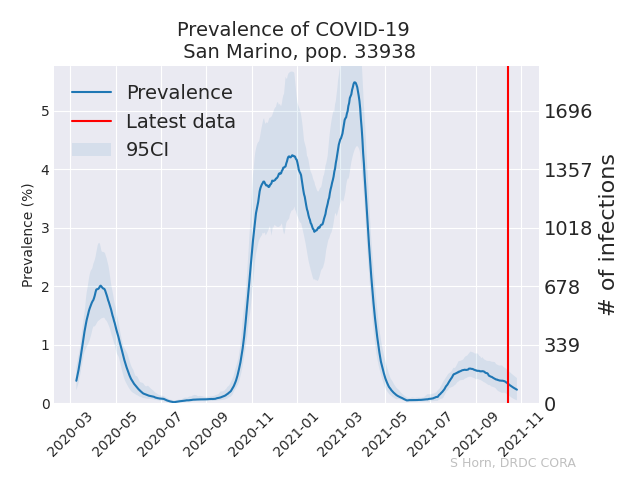 Prevalence of COVID-19
San Marino, pop. 33938
Prevalence
Latest data
95CI
Prevalence (%)
5
4
3
2
1
0
1696
1357
1018
678
339
0
# of infections
2020-03
2020-05
2020-07
2020-09
2020-11
2021-01
2021-03
2021-05
2021-07
2021-09
2021-11
S Horn, DRDC CORA